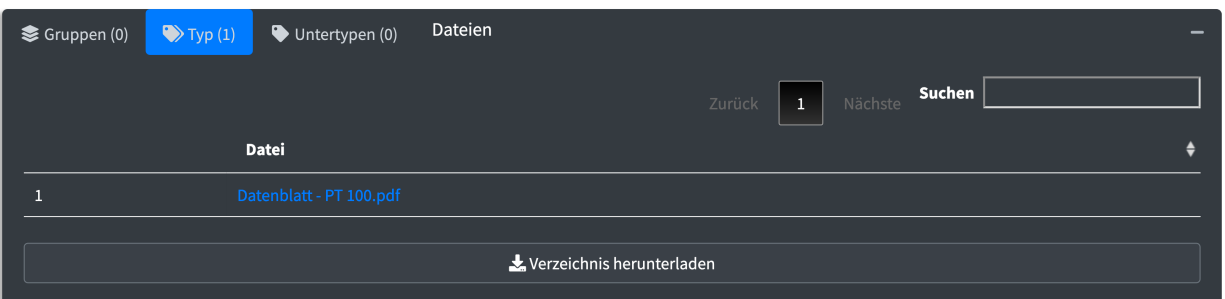 Gruppen (0) Typ (1) Untertypen (0) Dateien
Zurück 1 Nächste Suchen
Datei
1 Datenblatt - PT 100.pdf
Verzeichnis herunterladen